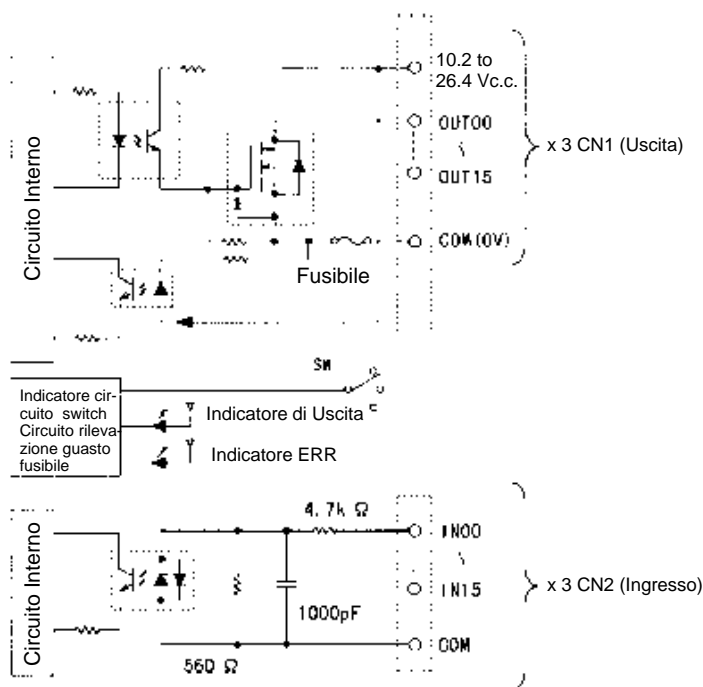 10.2 to
26.4 Vc.c.
OUT00
OUT15
x 3 CN1 (Uscita)
COM(0V)
Circuito Interno
Fusibile
SW
Indicatore cir-
cuito switch
Circuito rileva-
zione guasto
fusibile
Indicatore di Uscita
C
Indicatore ERR
4.7k Ω
IN00
Circuito Interno
IN15
x 3 CN2 (Ingresso)
1000pF
COM
560 Ω